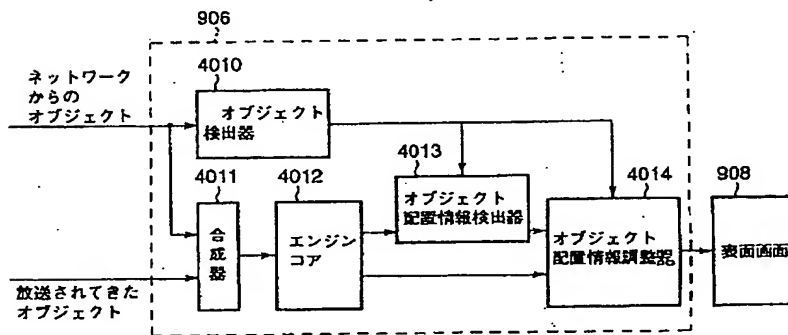 906
ネットワーク
からの
オブジェクト
4010
オブジェクト
検出器
4013
オブジェクト
配置情報検出器
4011
合成器
4012
エンジン
コア
4014
オブジェクト
配置情報調整器
908
表面画面
放送されてきた
オブジェクト